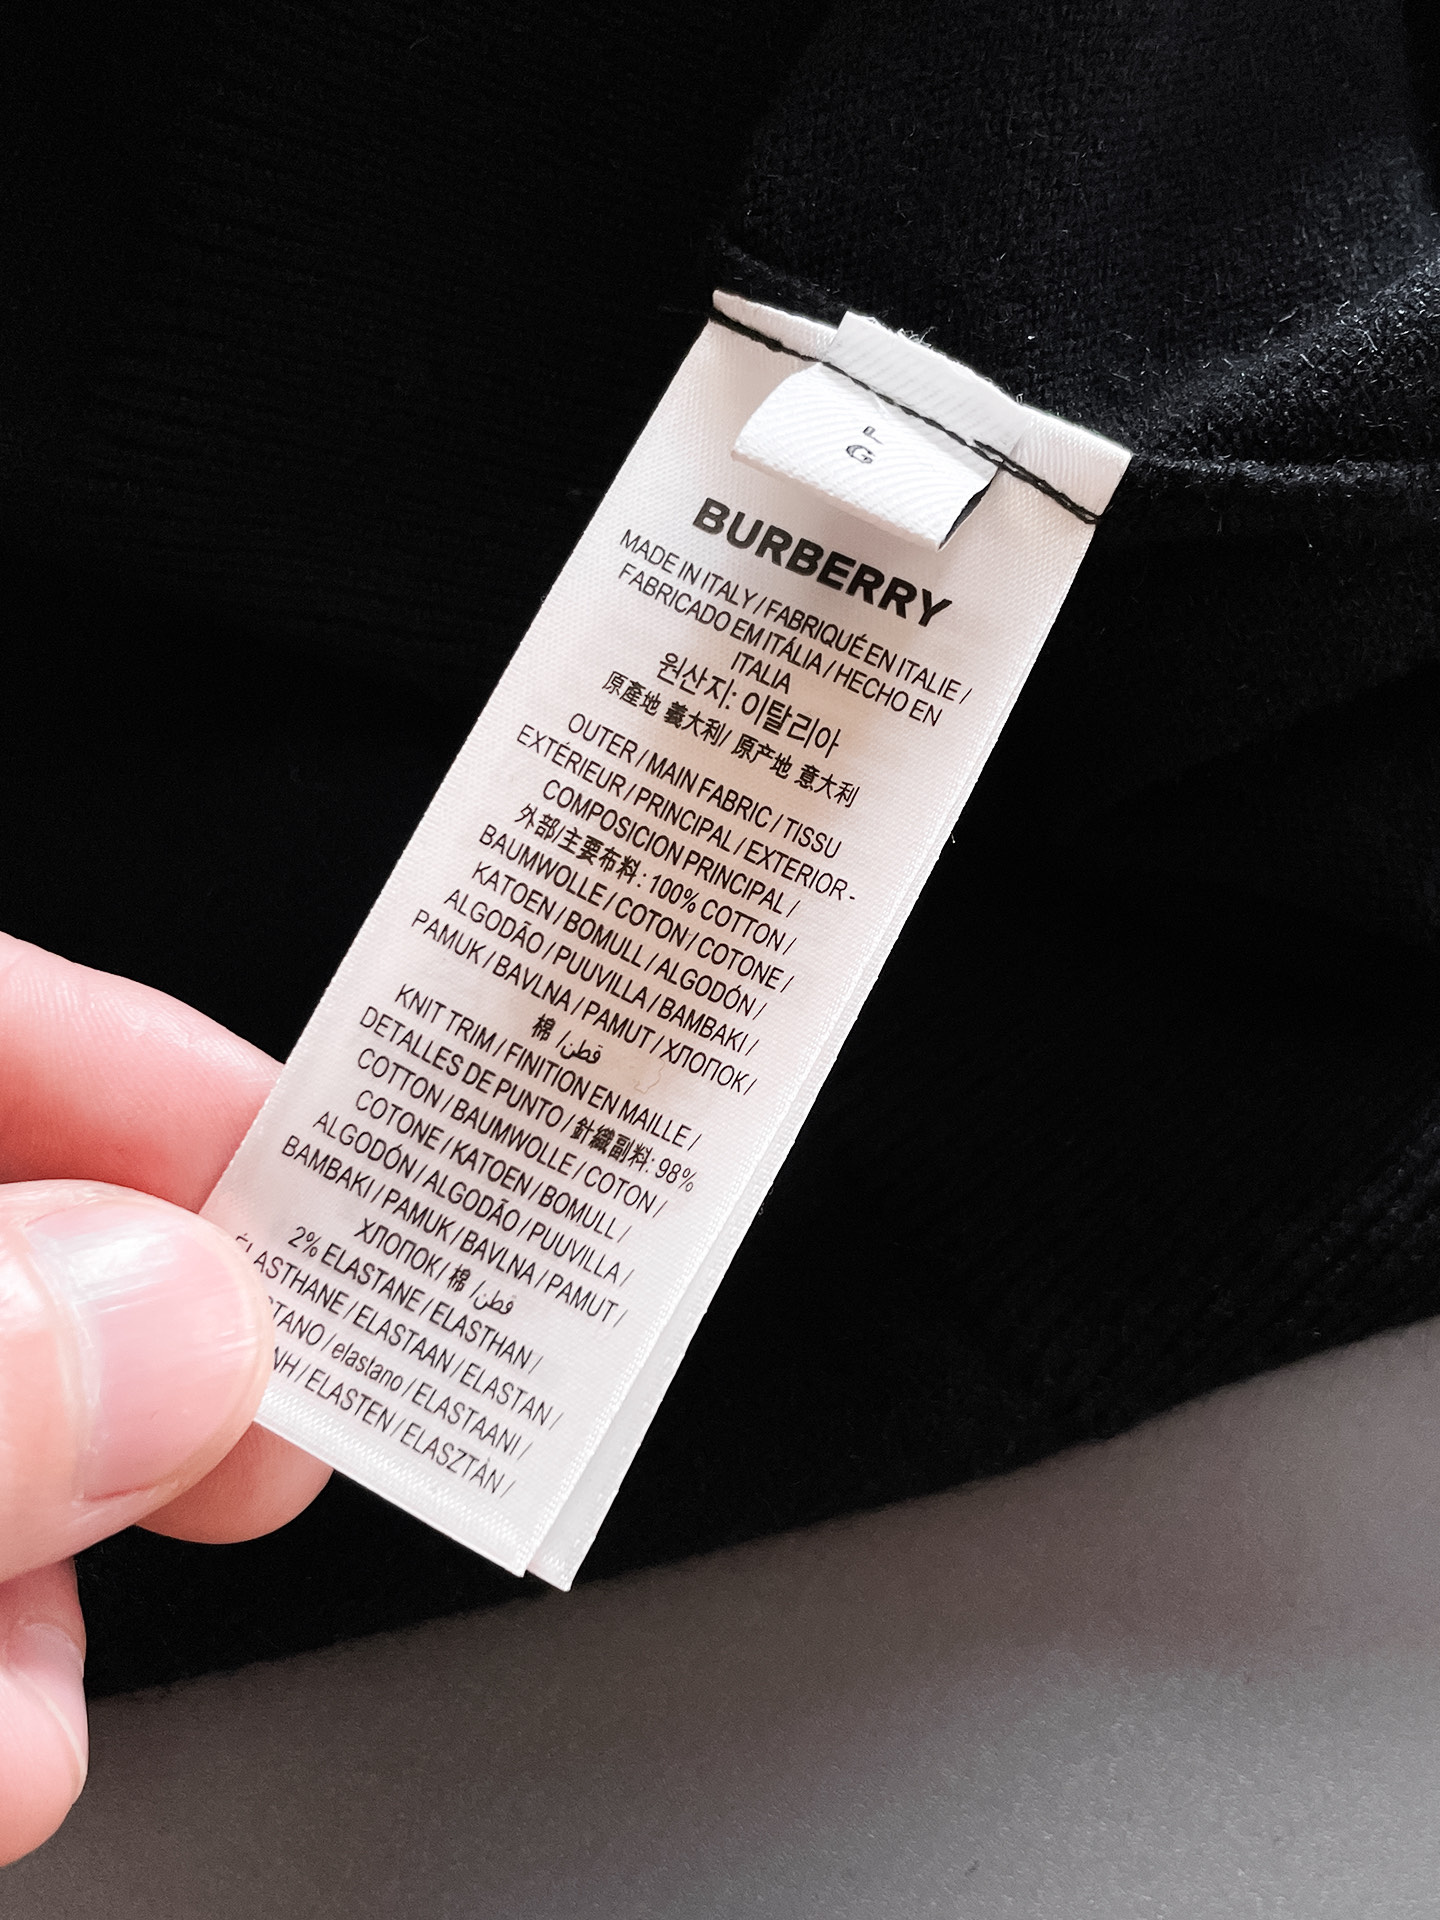 L
G
BURBERRY
MADE IN ITALY / FABRIQUÉ EN ITALIE /
FABRICADO EM ITÁLIA / HECHO EN
ITALIA
원산지: 이탈리아
原產地 義大利/ 原产地 意大利
OUTER / MAIN FABRIC / TISSU
EXTÉRIEUR / PRINCIPAL / EXTERIOR -
COMPOSICION PRINCIPAL /
外部/主要布料: 100% COTTON /
BAUMWOLLE / COTON / COTONE /
KATOEN / BOMULL / ALGODÓN /
ALGODÃO / PUUVILLA / BAMBAKI /
PAMUK / BAVLNA / PAMUT / ХЛОПОК /
棉 /قطن
KNIT TRIM / FINITION EN MAILLE /
DETALLES DE PUNTO / 針織副料: 98%
COTTON / BAUMWOLLE / COTON /
COTONE / KATOEN / BOMULL /
ALGODÓN / ALGODÃO / PUUVILLA /
BAMBAKI / PAMUK / BAVLNA / PAMUT /
ХЛОПОК / 棉 /قطن
2% ELASTANE / ELASTHAN /
ÉLASTHANE / ELASTAAN / ELASTAN /
/ elastano / ELASTAANI /
/ ELASTEN / ELASZTÁN /